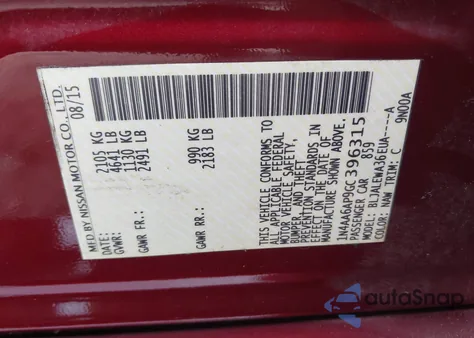 MFD.BY NISSAN MOTOR CO., LTD.
DATE: 08/15
GVWR: 2105 KG
4641 LB
GAWR FR: 1130 KG
2491 LB
GAWR RR: 990 KG
2183 LB
THIS VEHICLE CONFORMS TO
ALL APPLICABLE FEDERAL
MOTOR VEHICLE SAFETY,
BUMPER AND THEFT
PREVENTION STANDARDS IN
EFFECT ON THE DATE OF
MANUFACTURE SHOWN ABOVE.
1N4AA6AP9GC396315
PASSENGER CAR 859
MODEL: BLJALEWA36EUA----A
COLOR: NAW TRIM: C 9N00A
autoSnap